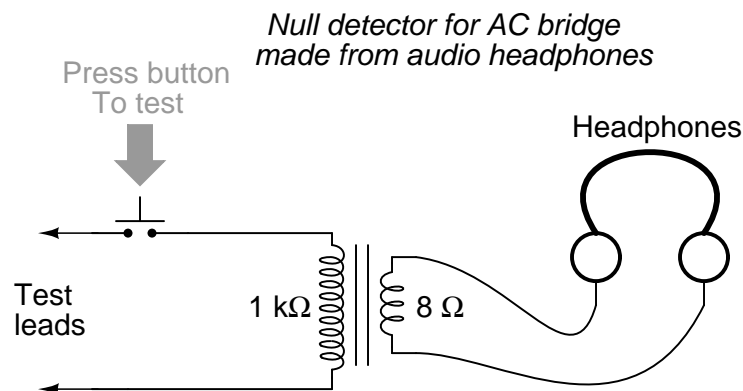 Null detector for AC bridge
made from audio headphones
Press button
To test
Headphones
Test
leads
1 kΩ
8 Ω